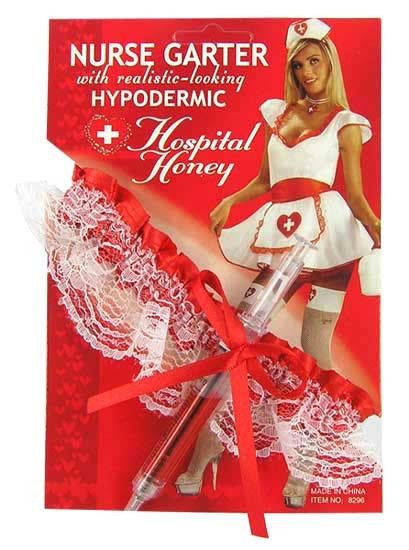 NURSE GARTER
with realistic-looking
HYPODERMIC
Hospital
Honey
MADE IN CHINA
ITEM NO: 8296